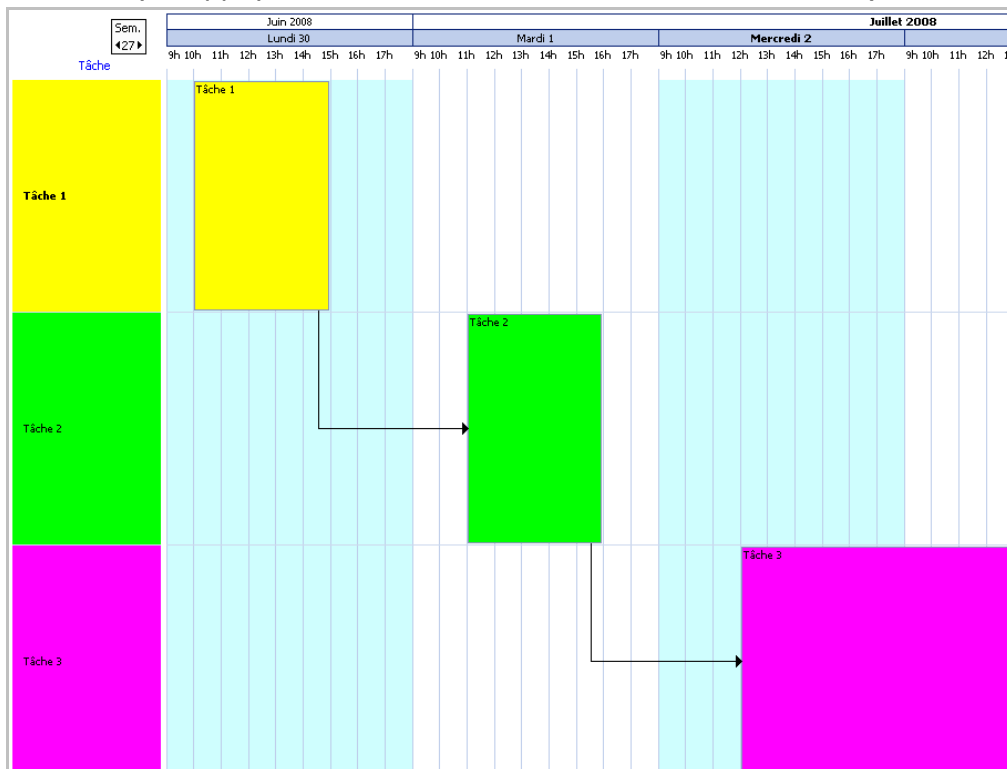 Juin 2008 Juillet 2008
Sem. Lundi 30 Mardi 1 Mercredi 2
27
9h 10h 11h 12h 13h 14h 15h 16h 17h 9h 10h 11h 12h 13h 14h 15h 16h 17h 9h 10h 11h 12h 13h 14h 15h 16h 17h 9h 10h 11h 12h
Tâche
Tâche 1
Tâche 1
Tâche 2
Tâche 2
Tâche 3
Tâche 3